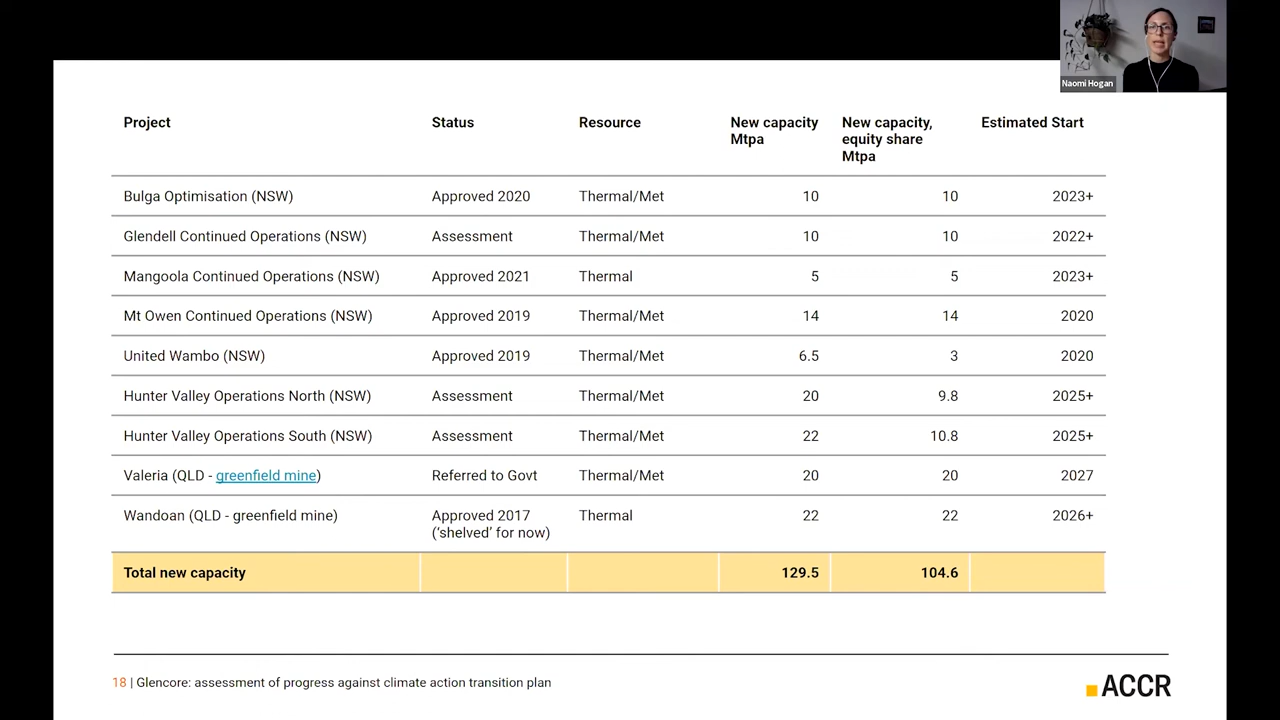 Naomi Hogan
Project Status Resource New capacity Mtpa New capacity, equity share Mtpa Estimated Start
Bulga Optimisation (NSW) Approved 2020 Thermal/Met 10 10 2023+
Glendell Continued Operations (NSW) Assessment Thermal/Met 10 10 2022+
Mangoola Continued Operations (NSW) Approved 2021 Thermal 5 5 2023+
Mt Owen Continued Operations (NSW) Approved 2019 Thermal/Met 14 14 2020
United Wambo (NSW) Approved 2019 Thermal/Met 6.5 3 2020
Hunter Valley Operations North (NSW) Assessment Thermal/Met 20 9.8 2025+
Hunter Valley Operations South (NSW) Assessment Thermal/Met 22 10.8 2025+
Valeria (QLD - greenfield mine) Referred to Govt Thermal/Met 20 20 2027
Wandoan (QLD - greenfield mine) Approved 2017 (‘shelved’ for now) Thermal 22 22 2026+
Total new capacity 129.5 104.6
18 | Glencore: assessment of progress against climate action transition plan
ACCR